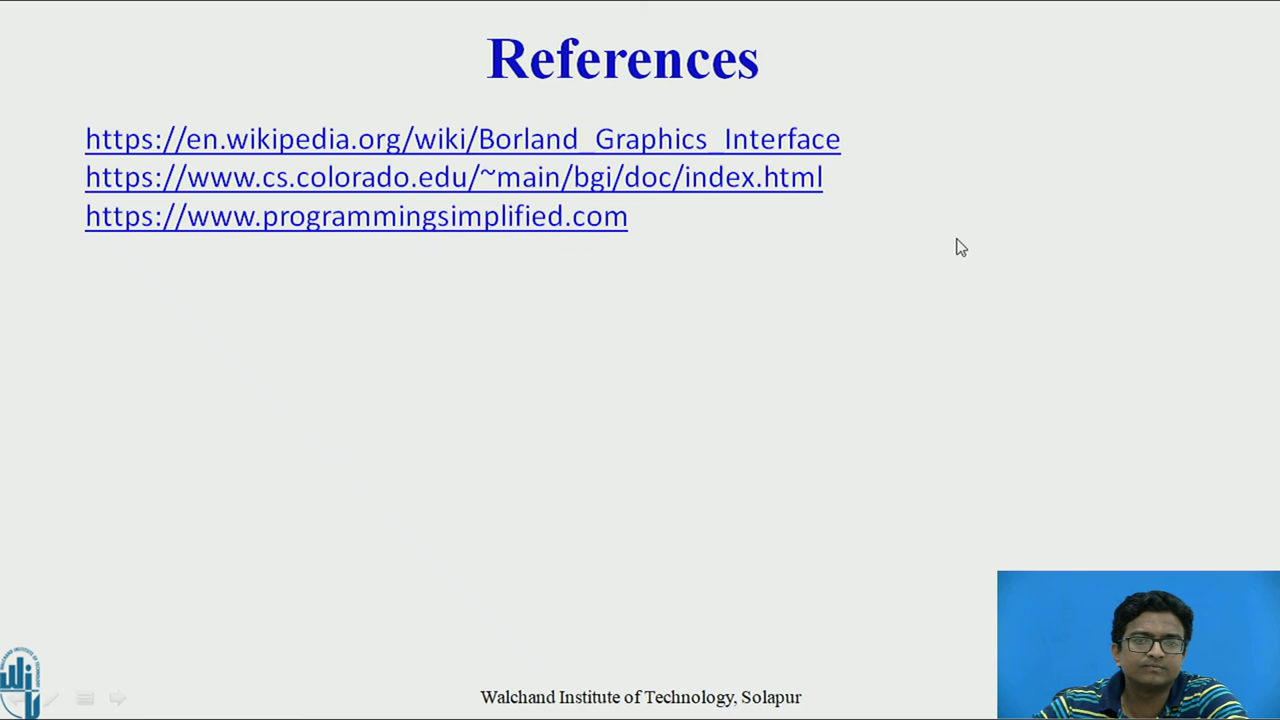 References
https://en.wikipedia.org/wiki/Borland_Graphics_Interface
https://www.cs.colorado.edu/~main/bgi/doc/index.html
https://www.programmingsimplified.com
Walchand Institute of Technology, Solapur